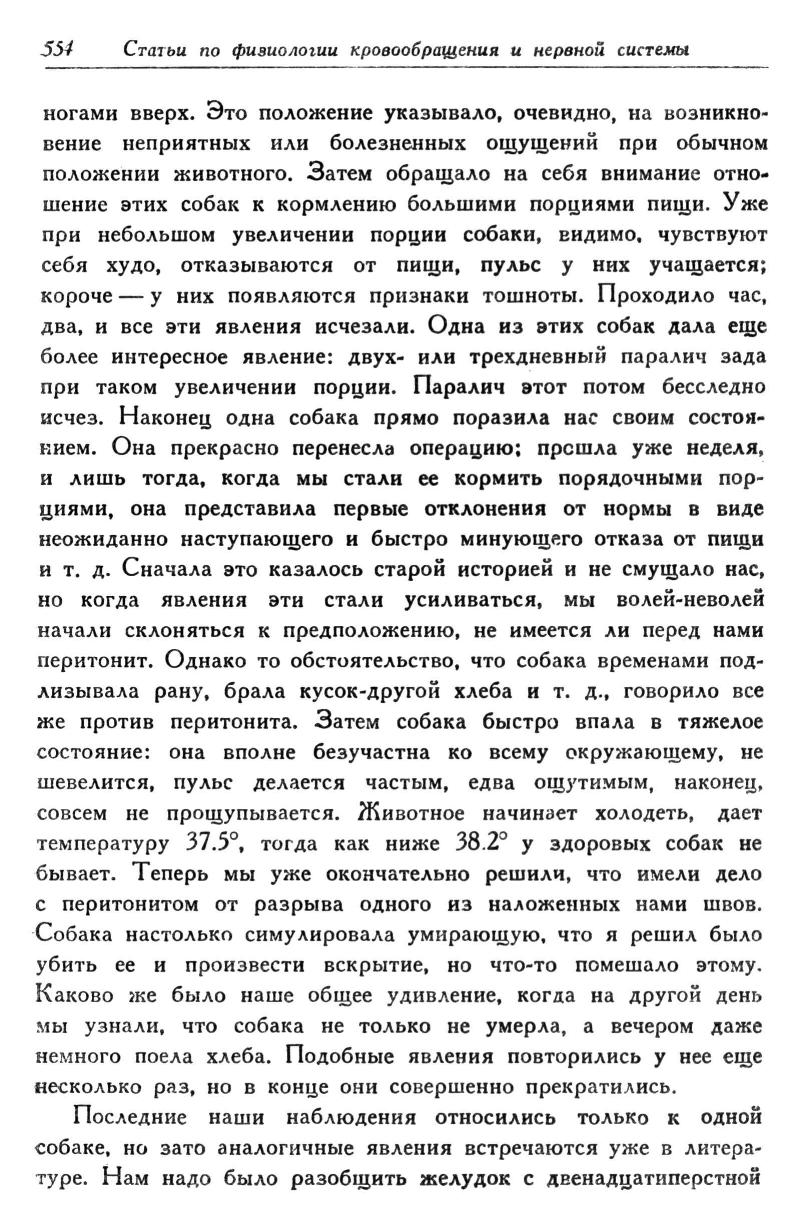 554 Статьи по физиологии кровообращения и нервной системы
ногами вверх. Это положение указывало, очевидно, на возникно-
вение неприятных или болезненных ощущений при обычном
положении животного. Затем обращало на себя внимание отно-
шение этих собак к кормлению большими порциями пищи. Уже
при небольшом увеличении порции собаки, видимо, чувствуют
себя худо, отказываются от пищи, пульс у них учащается;
короче — у них появляются признаки тошноты. Проходило час,
два, и все эти явления исчезали. Одна из этих собак дала еще
более интересное явление: двух- или трехдневный паралич зада
при таком увеличении порции. Паралич этот потом бесследно
исчез. Наконец одна собака прямо поразила нас своим состоя-
нием. Она прекрасно перенесла операцию; прошла уже неделя,
и лишь тогда, когда мы стали ее кормить порядочными пор-
циями, она представила первые отклонения от нормы в виде
неожиданно наступающего и быстро минующего отказа от пищи
и т. д. Сначала это казалось старой историей и не смущало нас,
но когда явления эти стали усиливаться, мы волей-неволей
начали склоняться к предположению, не имеется ли перед нами
перитонит. Однако то обстоятельство, что собака временами под-
лизывала рану, брала кусок-другой хлеба и т. д., говорило все
же против перитонита. Затем собака быстро впала в тяжелое
состояние: она вполне безучастна ко всему окружающему, не
шевелится, пульс делается частым, едва ощутимым, наконец,
совсем не прощупывается. Животное начинает холодеть, дает
температуру 37.5°, тогда как ниже 38.2° у здоровых собак не
бывает. Теперь мы уже окончательно решили, что имели дело
с перитонитом от разрыва одного из наложенных нами швов.
Собака настолько симулировала умирающую, что я решил было
убить ее и произвести вскрытие, но что-то помешало этому.
Каково же было наше общее удивление, когда на другой день
мы узнали, что собака не только не умерла, а вечером даже
немного поела хлеба. Подобные явления повторились у нее еще
несколько раз, но в конце они совершенно прекратились.
Последние наши наблюдения относились только к одной
собаке, но зато аналогичные явления встречаются уже в литера-
туре. Нам надо было разобщить желудок с двенадцатиперстной